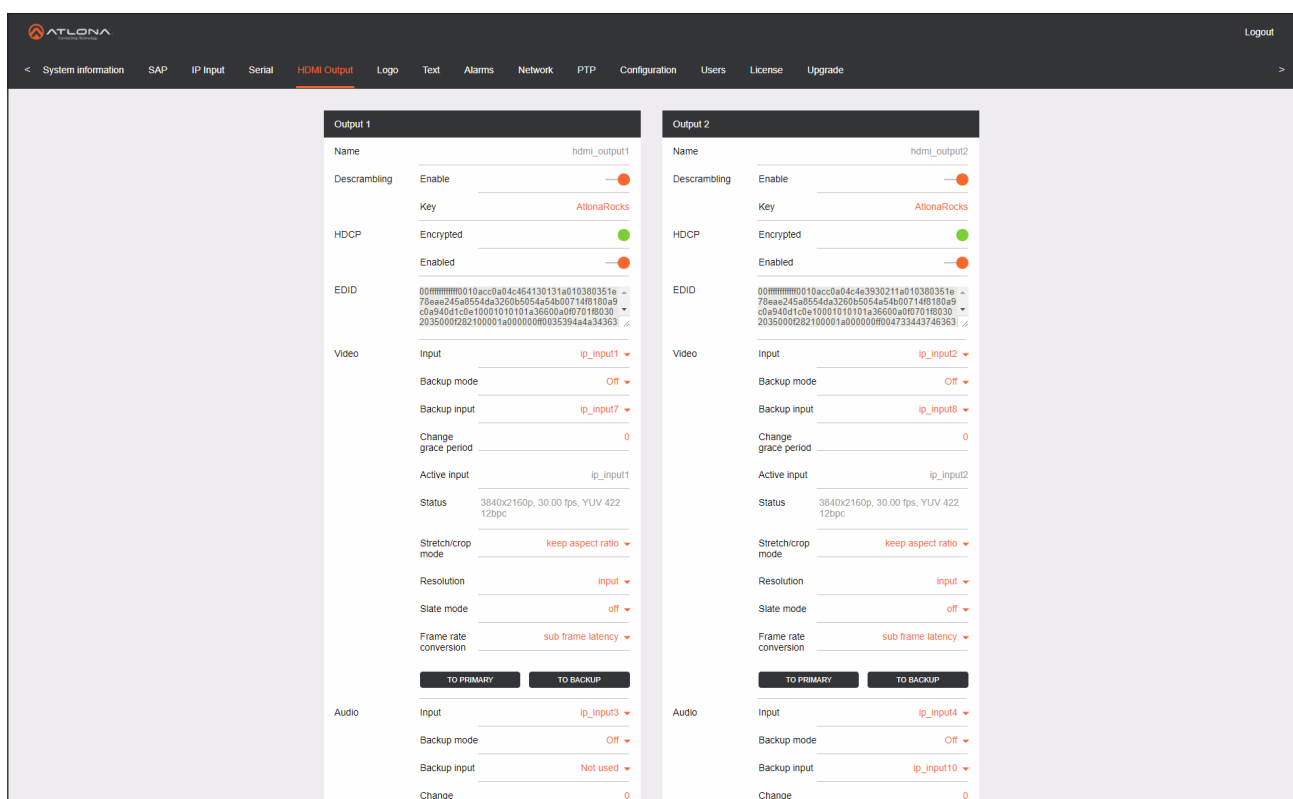 ATLONA
Logout
< System information SAP IP Input Serial HDMI Output Logo Text Alarms Network PTP Configuration Users License Upgrade >
Output 1
Name hdmi_output1
Descrambling Enable
Key AtlonaRocks
HDCP Encrypted
Enabled
EDID
00ffffffffffff0010acc0a04c464130131a010380351e
78eae245a8554da3260b5054a54b00714f8180a9
c0a940d1c0e10001010101a36600a0f0701f8030
2035000f282100001a000000ff0035394a4a34363
Video Input ip_input1
Backup mode Off
Backup input ip_input7
Change
grace period 0
Active input ip_input1
Status 3840x2160p, 30.00 fps, YUV 422
12bpc
Stretch/crop
mode keep aspect ratio
Resolution input
Slate mode off
Frame rate
conversion sub frame latency
TO PRIMARY TO BACKUP
Audio Input ip_input3
Backup mode Off
Backup input Not used
Change 0
Output 2
Name hdmi_output2
Descrambling Enable
Key AtlonaRocks
HDCP Encrypted
Enabled
EDID
00ffffffffffff0010acc0a04c4e3930211a010380351e
78eae245a8554da3260b5054a54b00714f8180a9
c0a940d1c0e10001010101a36600a0f0701f8030
2035000f282100001a000000ff004733443746363
Video Input ip_input2
Backup mode Off
Backup input ip_input8
Change
grace period 0
Active input ip_input2
Status 3840x2160p, 30.00 fps, YUV 422
12bpc
Stretch/crop
mode keep aspect ratio
Resolution input
Slate mode off
Frame rate
conversion sub frame latency
TO PRIMARY TO BACKUP
Audio Input ip_input4
Backup mode Off
Backup input ip_input10
Change 0